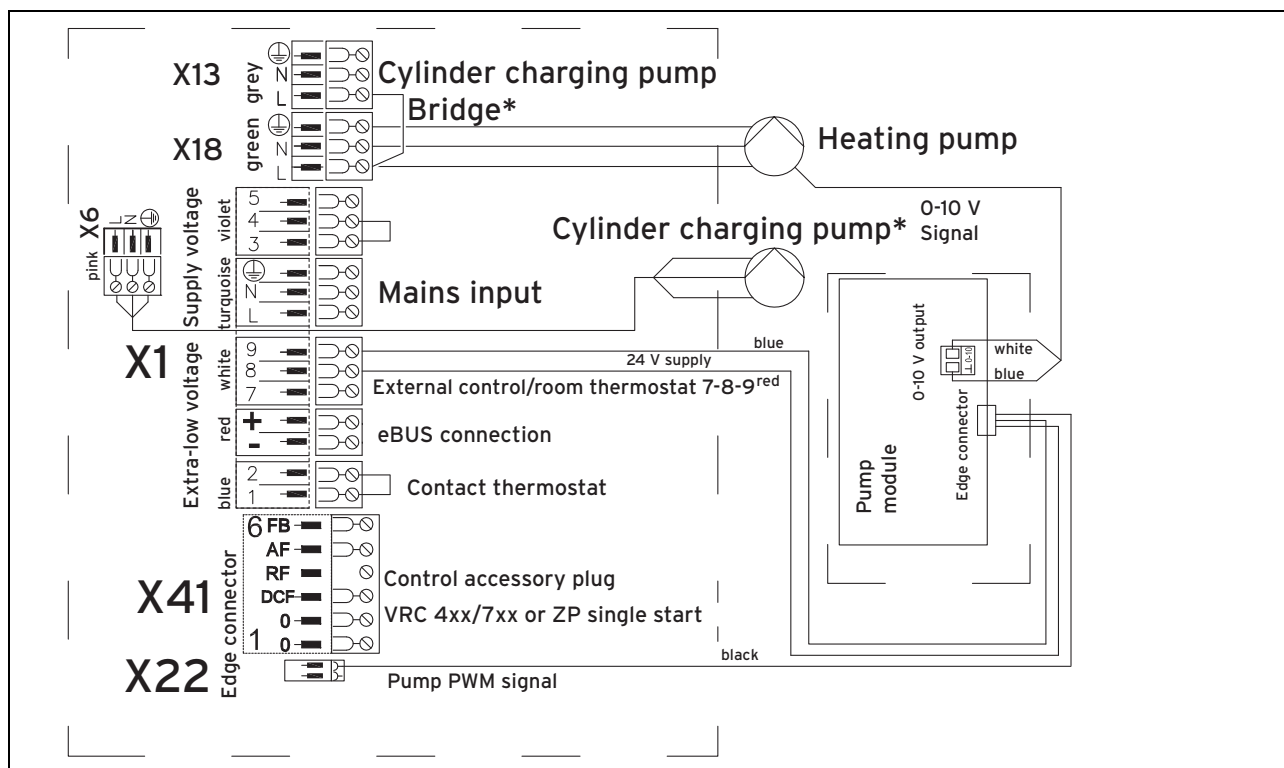 X13
grey
N
L
Cylinder charging pump
Bridge*
X18
green
N
L
Heating pump
X6
L
N
pink
Supply voltage
violet
5
4
3
Cylinder charging pump*
0-10 V
Signal
turquoise
N
L
Mains input
X1
Extra-low voltage
white
9
8
7
blue
24 V supply
External control/room thermostat 7-8-9 red
red
+
-
eBUS connection
blue
2
1
Contact thermostat
0-10 V output
0-10
white
blue
Edge connector
Pump
module
X41
Edge connector
6 FB
AF
RF
DCF
0
1 0
Control accessory plug
VRC 4xx/7xx or ZP single start
X22
black
Pump PWM signal